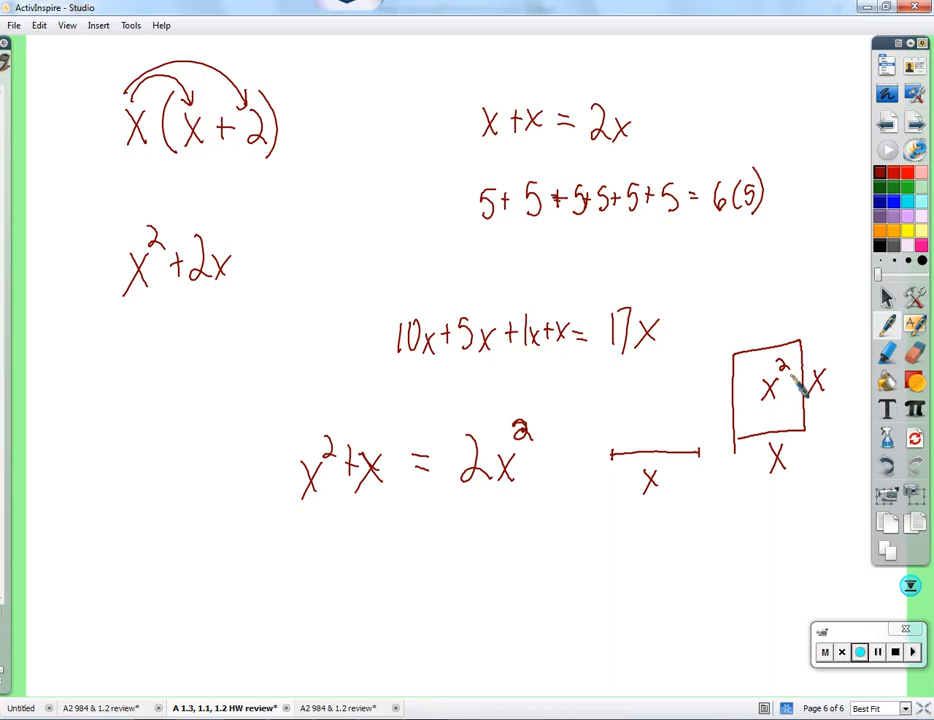 ActivInspire - Studio
File Edit View Insert Tools Help
x(x+2)
x+x=2x
5+5+5+5+5+5=6(5)
x²+2x
10x+5x+1x+x=17x
x²
x
x
x²+x=2x²
x
M
Untitled A2 984 & 1.2 review* A 1.3, 1.1, 1.2 HW review* A2 984 & 1.2 review* Page 6 of 6 Best Fit